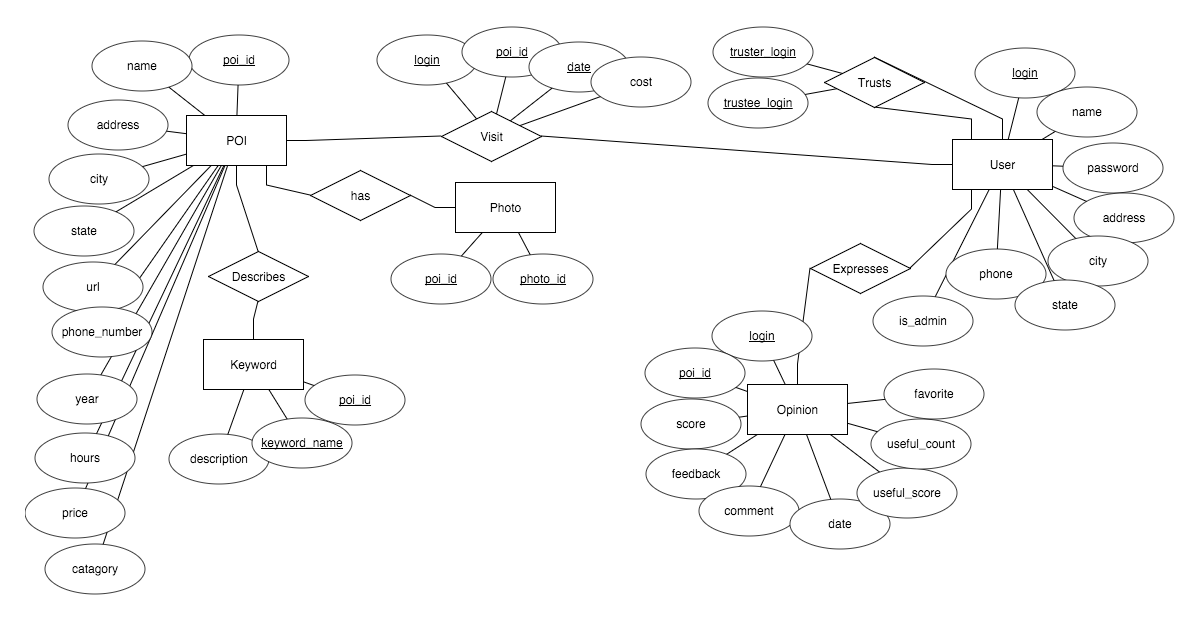 name
poi_id
address
POI
city
state
url
phone_number
year
hours
price
catagory
login
poi_id
date
cost
Visit
has
Photo
poi_id
photo_id
Describes
Keyword
poi_id
keyword_name
description
truster_login
trustee_login
Trusts
login
name
User
password
address
city
state
phone
is_admin
Expresses
login
poi_id
score
feedback
comment
date
useful_score
useful_count
favorite
Opinion